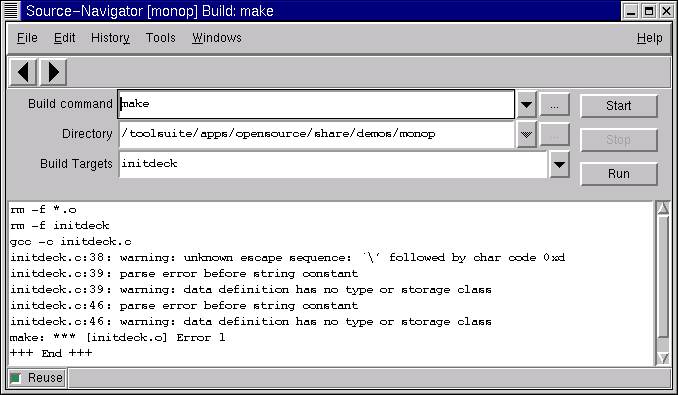 Source-Navigator [monop] Build: make
File Edit History Tools Windows Help
Build command make ... Start
Directory /toolsuite/apps/opensource/share/demos/monop ... Stop
Build Targets initdeck Run
rm -f *.o
rm -f initdeck
gcc -c initdeck.c
initdeck.c:38: warning: unknown escape sequence: `\' followed by char code 0xd
initdeck.c:39: parse error before string constant
initdeck.c:39: warning: data definition has no type or storage class
initdeck.c:46: parse error before string constant
initdeck.c:46: warning: data definition has no type or storage class
make: *** [initdeck.o] Error 1
+++ End +++
Reuse